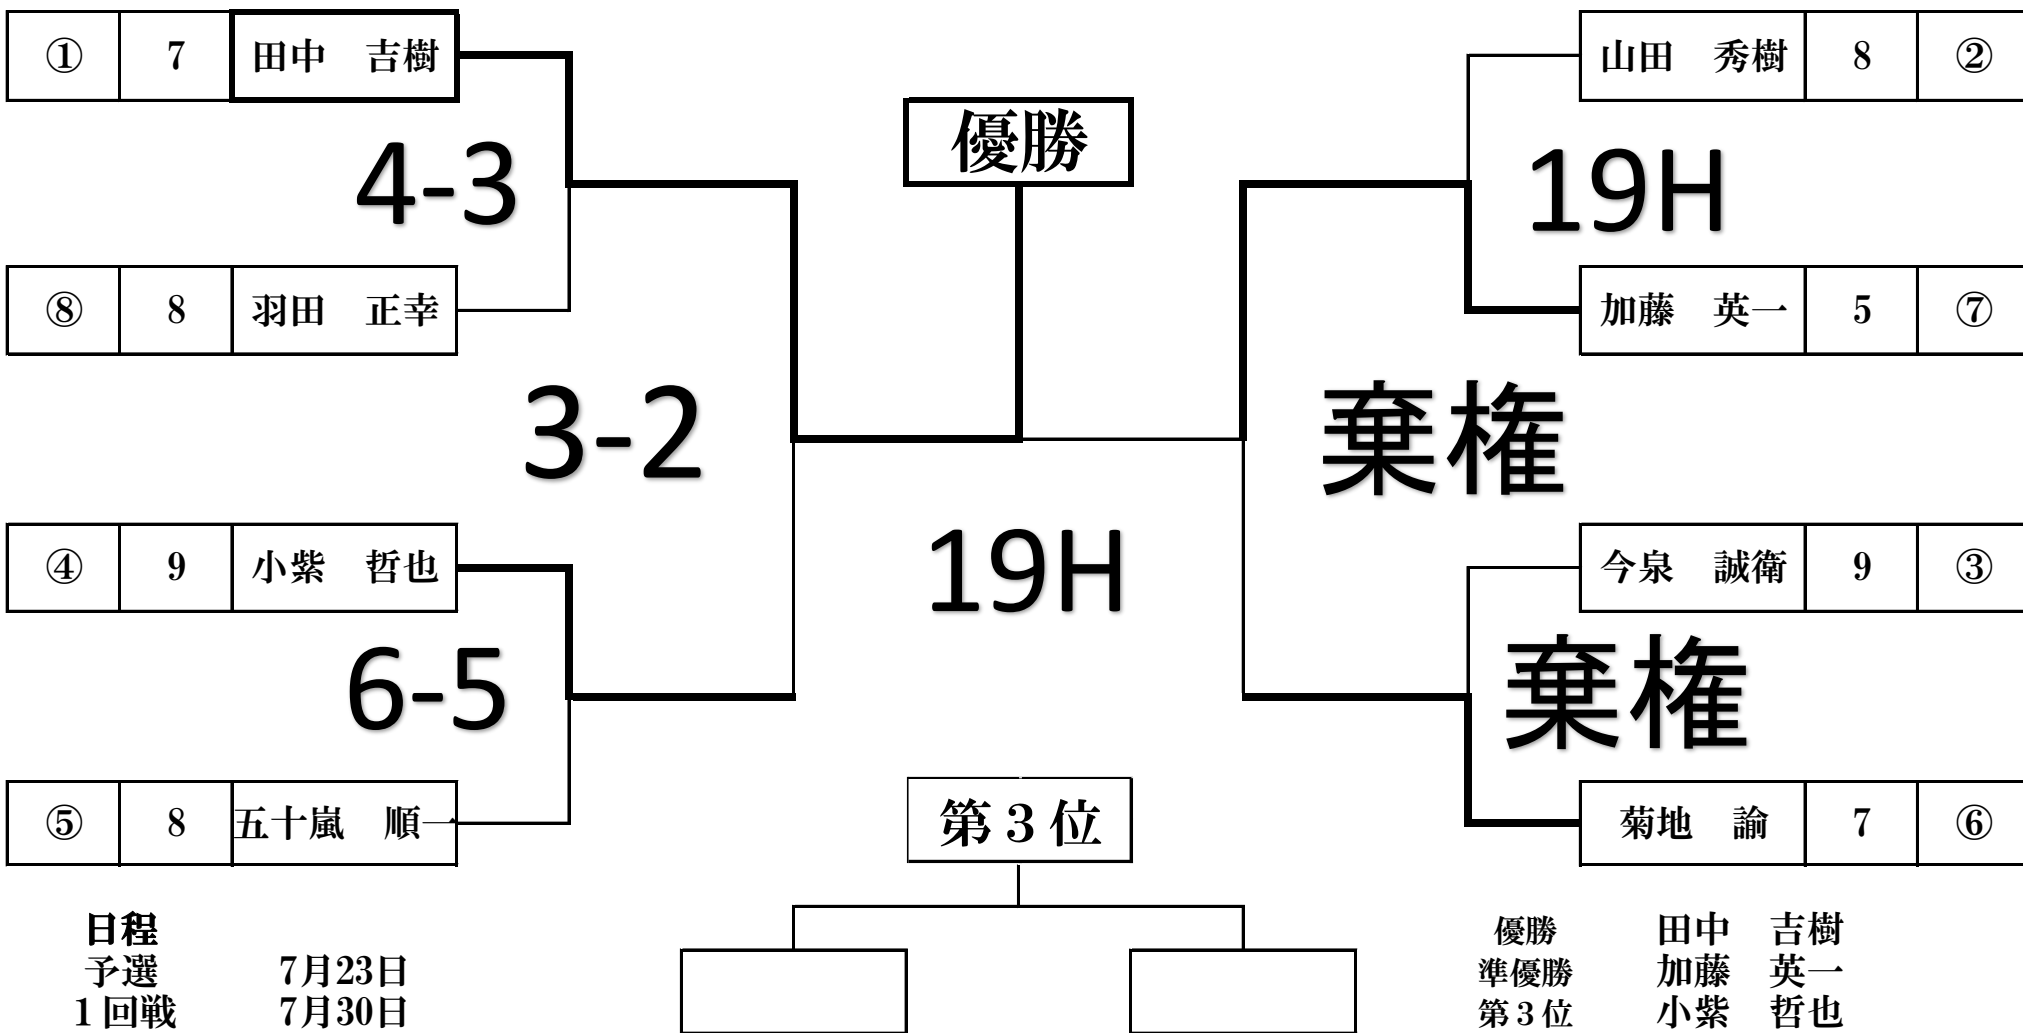 ① 7 田中　吉樹
山田　秀樹 8 ②
優勝
4-3
19H
⑧ 8 羽田　正幸
加藤　英一 5 ⑦
3-2
棄権
④ 9 小紫　哲也
19H
今泉　誠衛 9 ③
6-5
棄権
⑤ 8 五十嵐　順一
第３位
菊地　諭 7 ⑥
日程
予選 7月23日
１回戦 7月30日
優勝 田中　吉樹
準優勝 加藤　英一
第３位 小紫　哲也